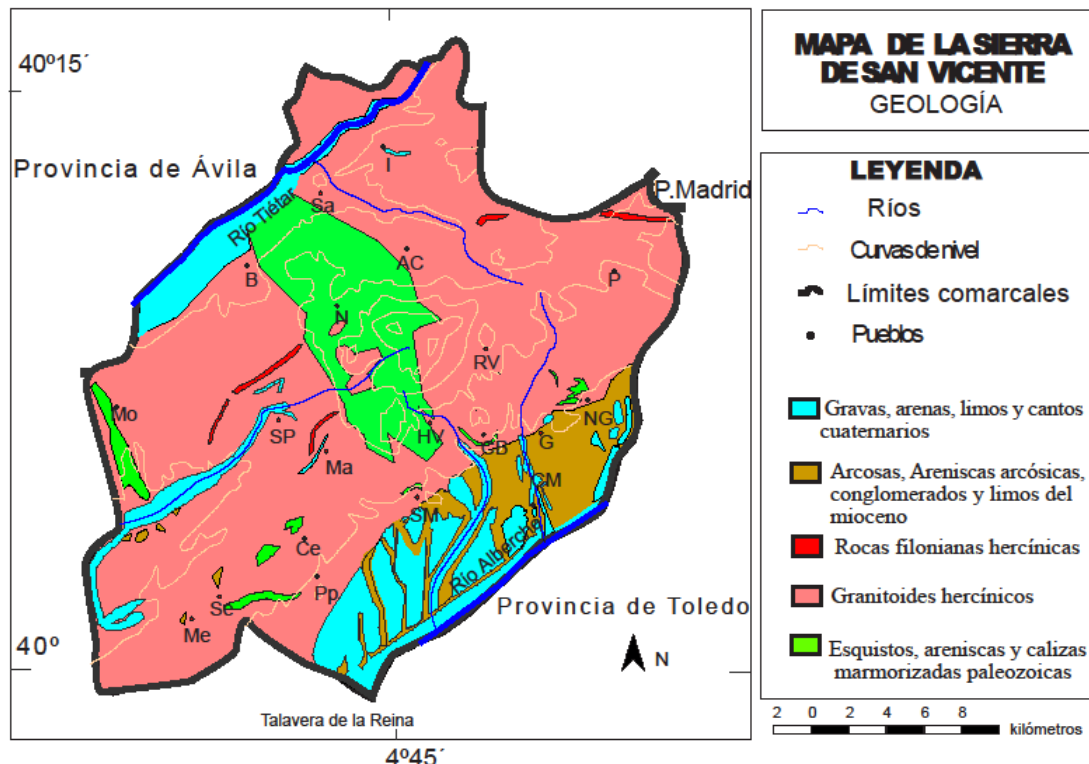 MAPA DE LA SIERRA
DE SAN VICENTE
GEOLOGÍA
40º15´
Provincia de Ávila
P.Madrid
I
Sa
Río Tiétar
AC
B
P
N
RV
Mo
SP
HV
GB
G
NG
Ma
SM
CM
Ce
Río Alberche
Pp
Se
Me
Provincia de Toledo
40º
N
Talavera de la Reina
4º45´
LEYENDA
Ríos
Curvas de nivel
Límites comarcales
Pueblos
Gravas, arenas, limos y cantos
cuaternarios
Arcosas, Areniscas arcósicas,
conglomerados y limos del
mioceno
Rocas filonianas hercínicas
Granitoides hercínicos
Esquistos, areniscas y calizas
marmorizadas paleozoicas
2 0 2 4 6 8 kilómetros